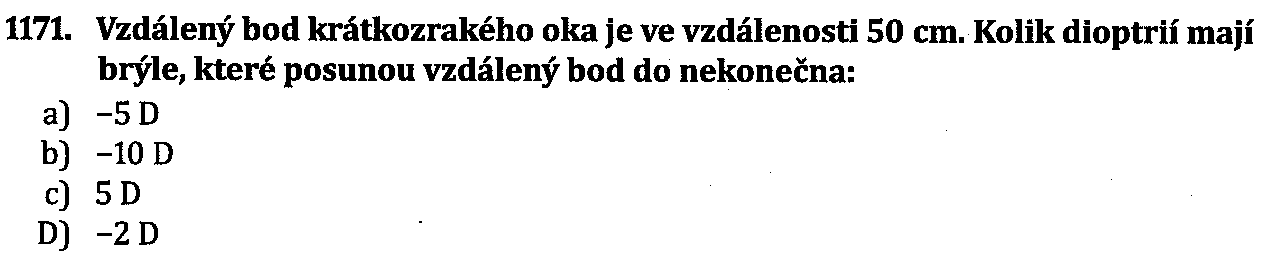 1171. Vzdálený bod krátkozrakého oka je ve vzdálenosti 50 cm. Kolik dioptrií mají
brýle, které posunou vzdálený bod do nekonečna:
a) –5 D
b) –10 D
c) 5 D
D) –2 D